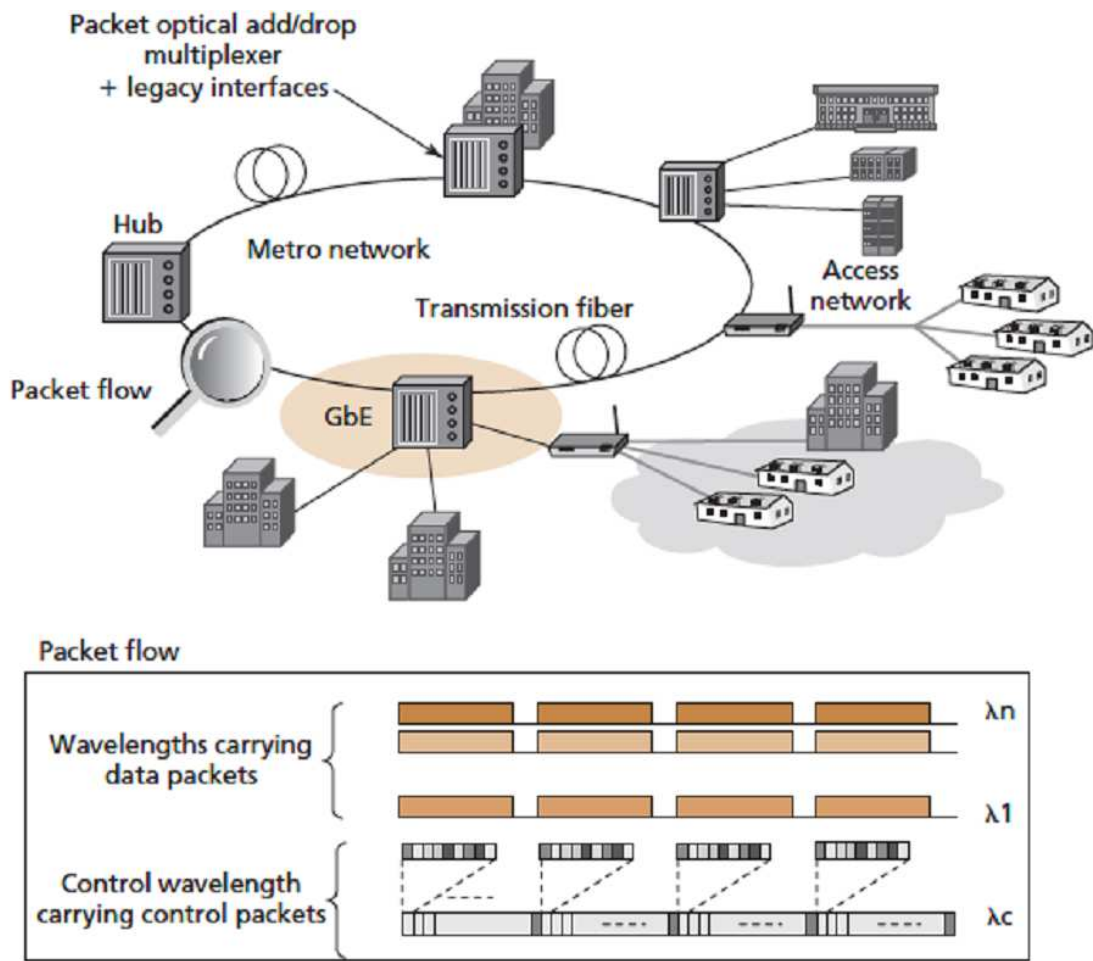 Packet optical add/drop
multiplexer
+ legacy interfaces
Hub
Metro network
Transmission fiber
Access
network
Packet flow
GbE
Packet flow
Wavelengths carrying
data packets
λn
λ1
Control wavelength
carrying control packets
λc